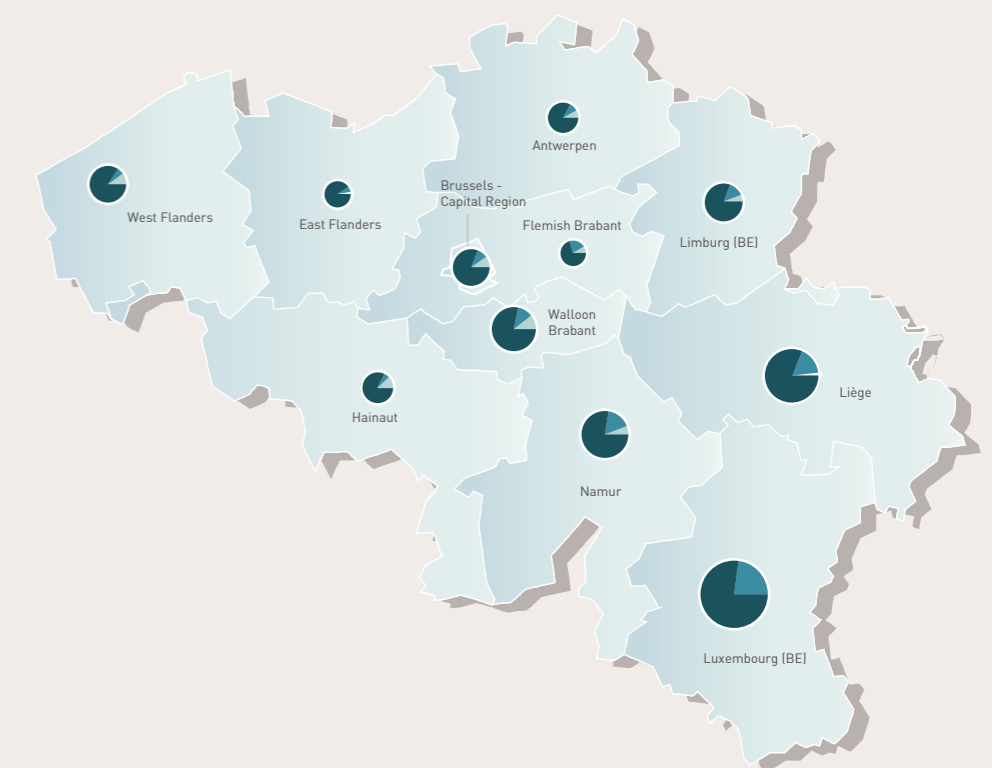 Antwerpen
Brussels -
Capital Region
West Flanders
East Flanders
Flemish Brabant
Limburg (BE)
Walloon
Brabant
Liège
Hainaut
Namur
Luxembourg (BE)